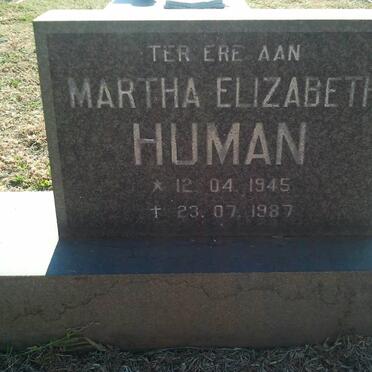 TER ERE AAN
MARTHA ELIZABETH
HUMAN
* 12. 04. 1945
† 23. 07. 1987